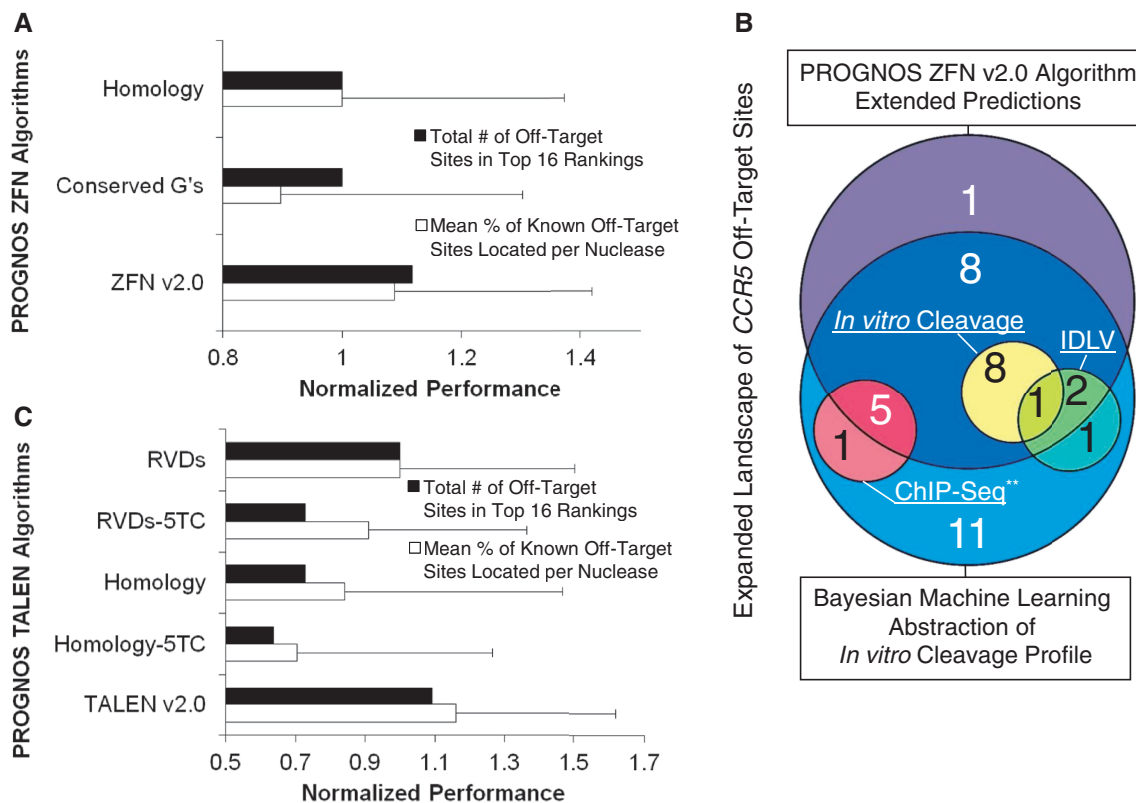 A
PROGNOS ZFN Algorithms
Homology
Conserved G's
ZFN v2.0
Total # of Off-Target
Sites in Top 16 Rankings
Mean % of Known Off-Target
Sites Located per Nuclease
0.8 1 1.2 1.4
Normalized Performance
B
Expanded Landscape of CCR5 Off-Target Sites
PROGNOS ZFN v2.0 Algorithm
Extended Predictions
1
8
In vitro Cleavage
IDLV
8
1
2
1
5
1
ChIP-Seq**
11
Bayesian Machine Learning
Abstraction of
In vitro Cleavage Profile
C
PROGNOS TALEN Algorithms
RVDs
RVDs-5TC
Homology
Homology-5TC
TALEN v2.0
Total # of Off-Target
Sites in Top 16 Rankings
Mean % of Known Off-Target
Sites Located per Nuclease
0.5 0.7 0.9 1.1 1.3 1.5 1.7
Normalized Performance